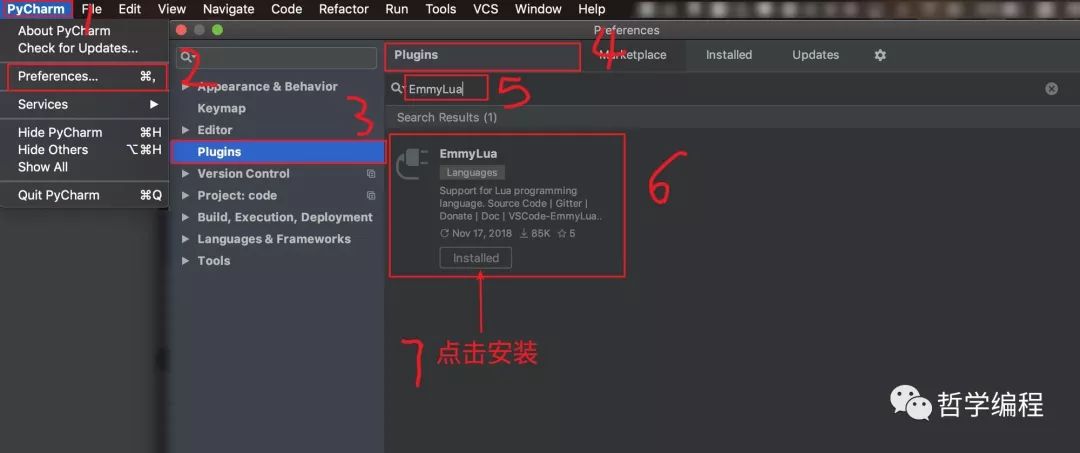 PyCharm File Edit View Navigate Code Refactor Run Tools VCS Window Help
1
About PyCharm
Check for Updates...
Preferences... ⌘,
Services ▶
Hide PyCharm ⌘H
Hide Others ⌥⌘H
Show All
Quit PyCharm ⌘Q
Preferences
2
Appearance & Behavior
Keymap
3
Editor
Plugins
Version Control
Project: code
Build, Execution, Deployment
Languages & Frameworks
Tools
Plugins
4
Marketplace Installed Updates
EmmyLua
5
Search Results (1)
EmmyLua
Languages
Support for Lua programming
language. Source Code | Gitter |
Donate | Doc | VSCode-EmmyLua..
Nov 17, 2018 85K 5
Installed
6
7 点击安装
哲学编程